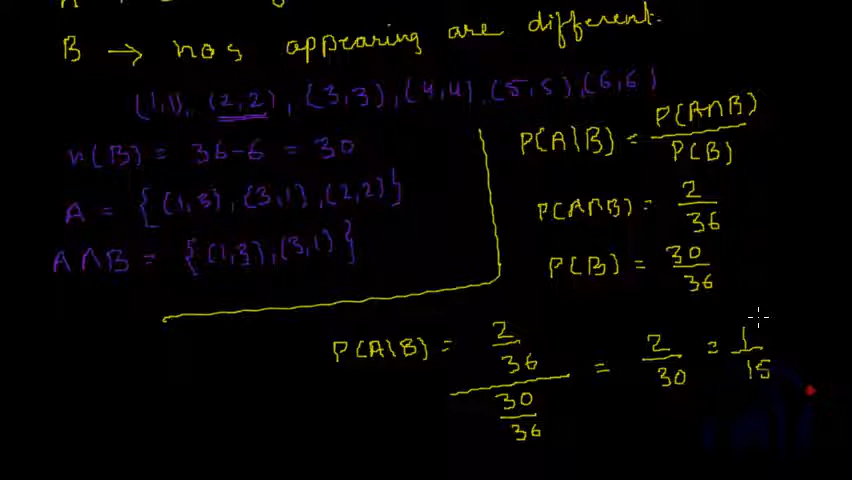 B → nos appearing are different.
(1,1), (2,2), (3,3), (4,4), (5,5), (6,6)
n(B) = 36-6 = 30
A = {(1,3), (3,1), (2,2)}
A∩B = {(1,3), (3,1)}
P(A|B) = P(A∩B) / P(B)
P(A∩B) = 2/36
P(B) = 30/36
P(A|B) = (2/36) / (30/36) = 2/30 = 1/15